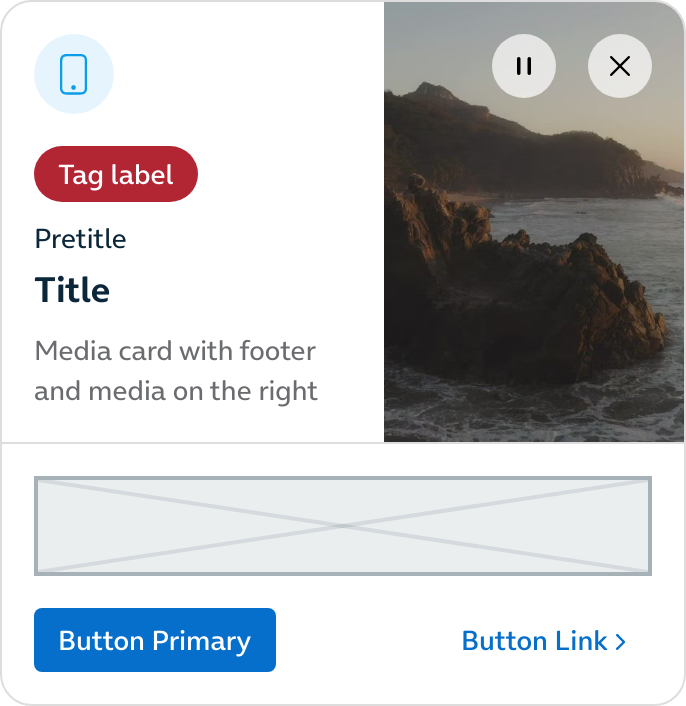 Tag label
Pretitle
Title
Media card with footer
and media on the right
Button Primary
Button Link